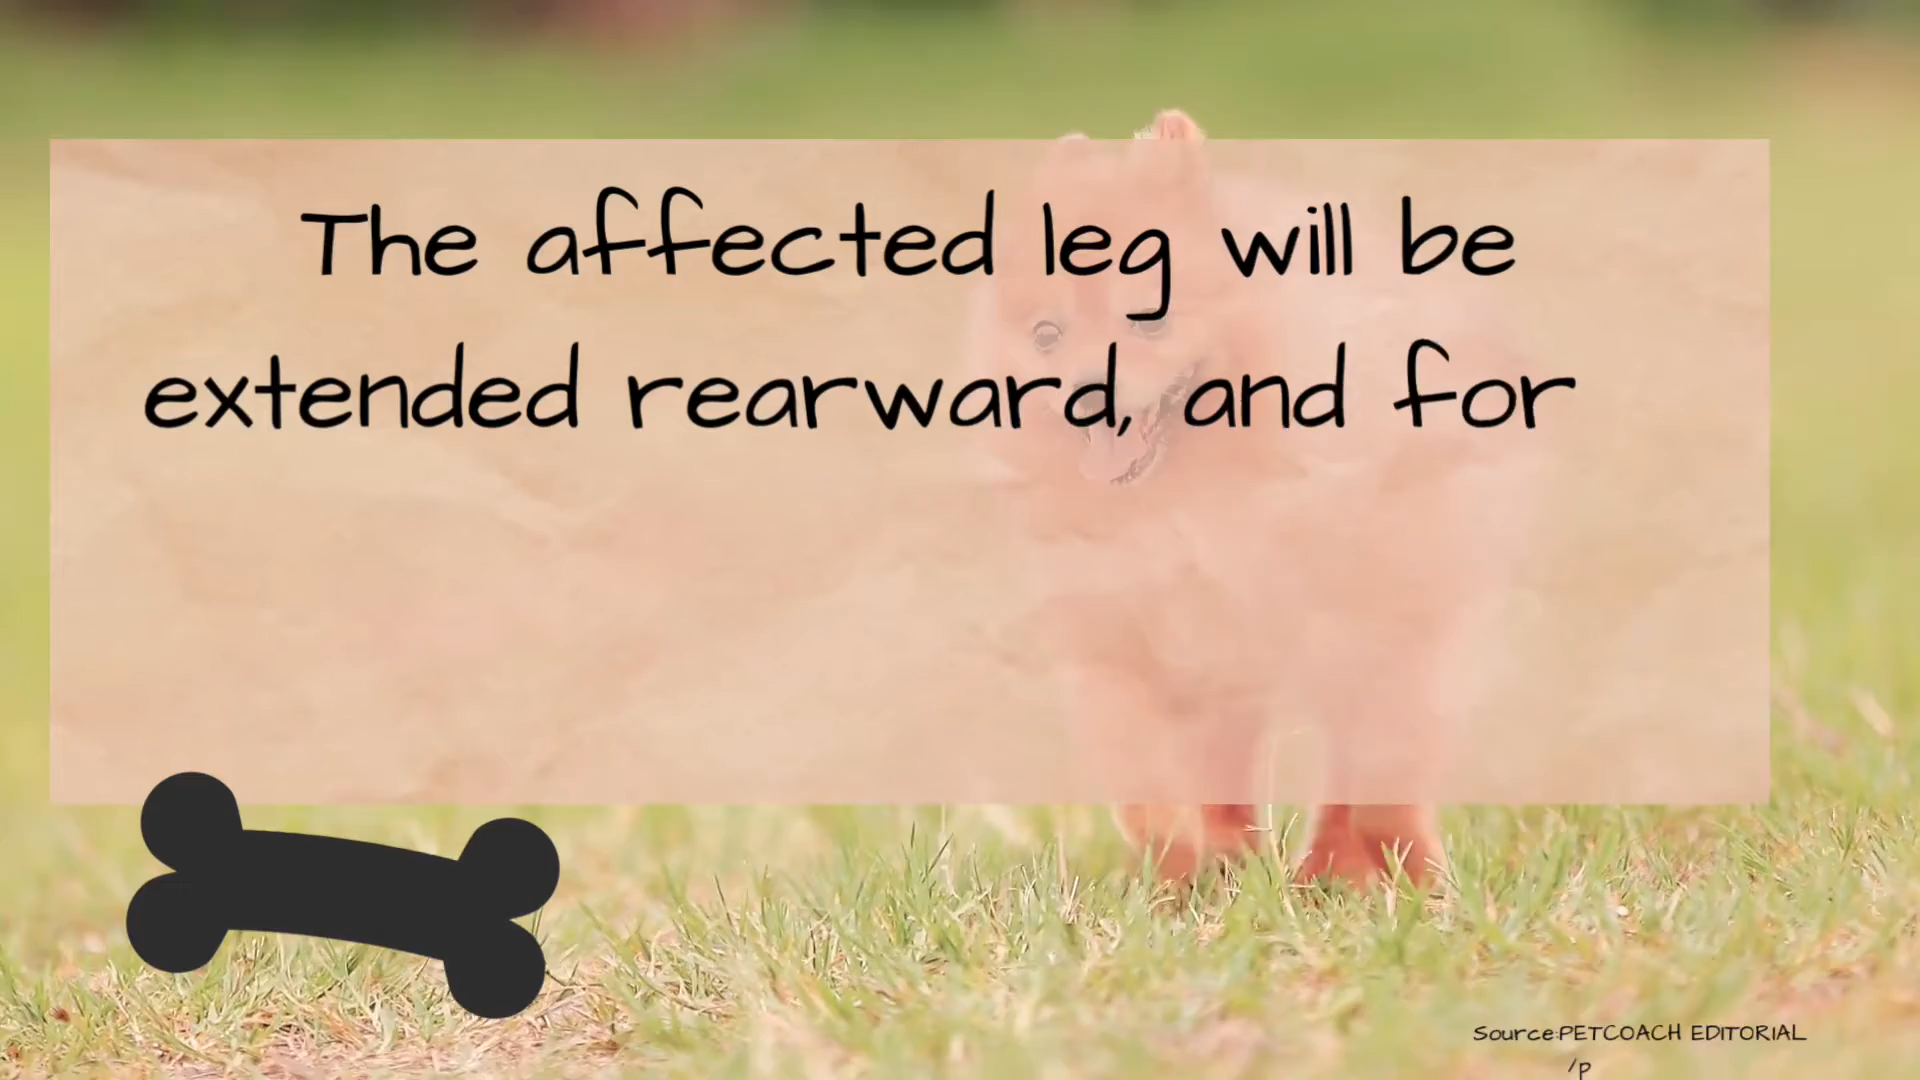 The affected leg will be
extended rearward, and for
Source:PETCOACH EDITORIAL
/p